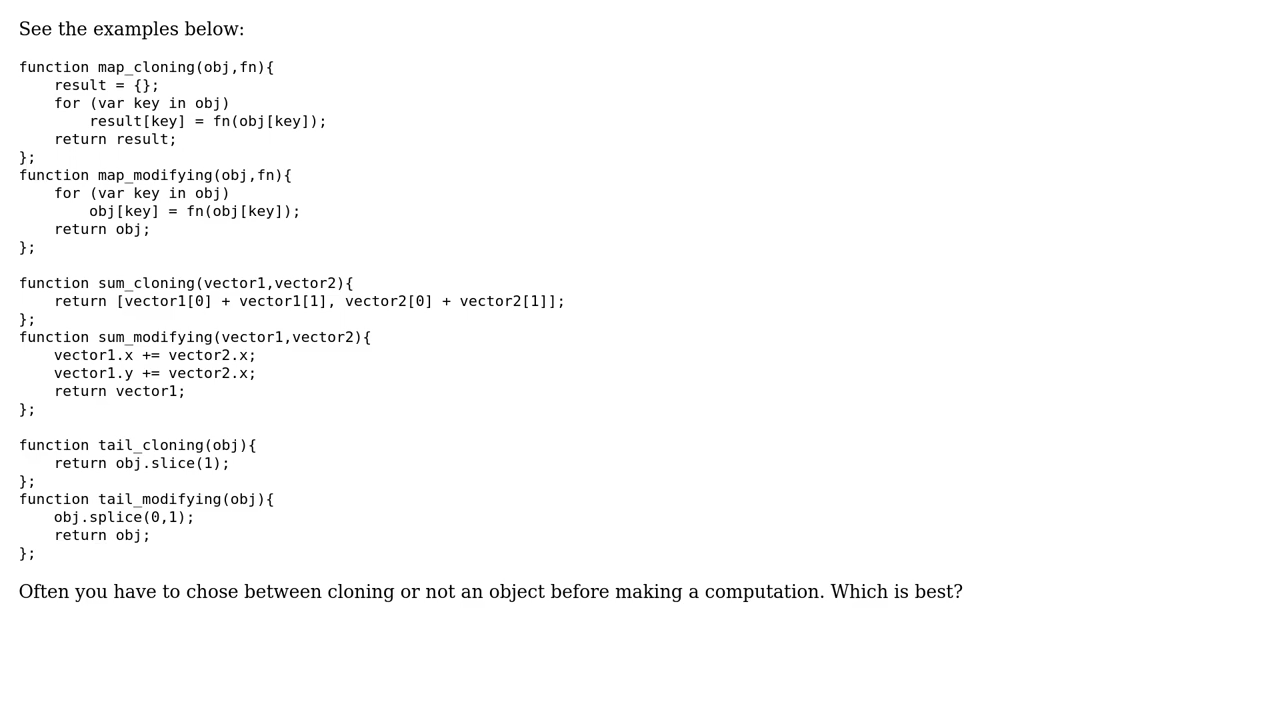 See the examples below:
function map_cloning(obj,fn){
    result = {};
    for (var key in obj)
        result[key] = fn(obj[key]);
    return result;
};
function map_modifying(obj,fn){
    for (var key in obj)
        obj[key] = fn(obj[key]);
    return obj;
};
function sum_cloning(vector1,vector2){
    return [vector1[0] + vector1[1], vector2[0] + vector2[1]];
};
function sum_modifying(vector1,vector2){
    vector1.x += vector2.x;
    vector1.y += vector2.x;
    return vector1;
};
function tail_cloning(obj){
    return obj.slice(1);
};
function tail_modifying(obj){
    obj.splice(0,1);
    return obj;
};
Often you have to chose between cloning or not an object before making a computation. Which is best?